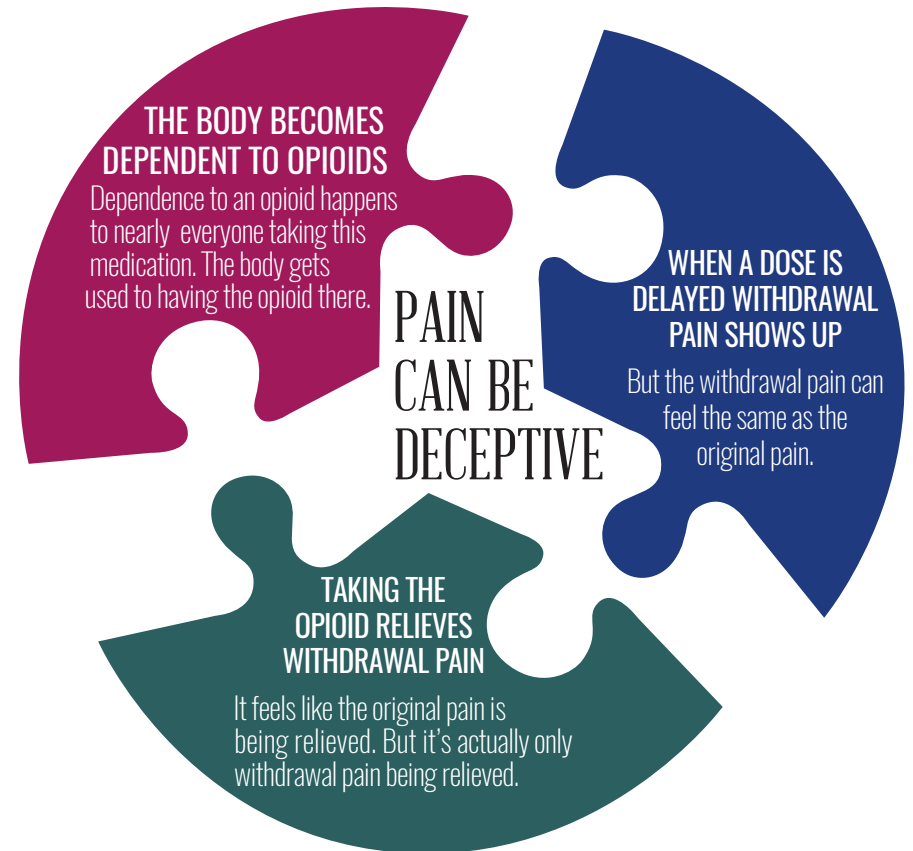 THE BODY BECOMES
DEPENDENT TO OPIOIDS
Dependence to an opioid happens
to nearly everyone taking this
medication. The body gets
used to having the opioid there.
PAIN
CAN BE
DECEPTIVE
WHEN A DOSE IS
DELAYED WITHDRAWAL
PAIN SHOWS UP
But the withdrawal pain can
feel the same as the
original pain.
TAKING THE
OPIOID RELIEVES
WITHDRAWAL PAIN
It feels like the original pain is
being relieved. But it’s actually only
withdrawal pain being relieved.